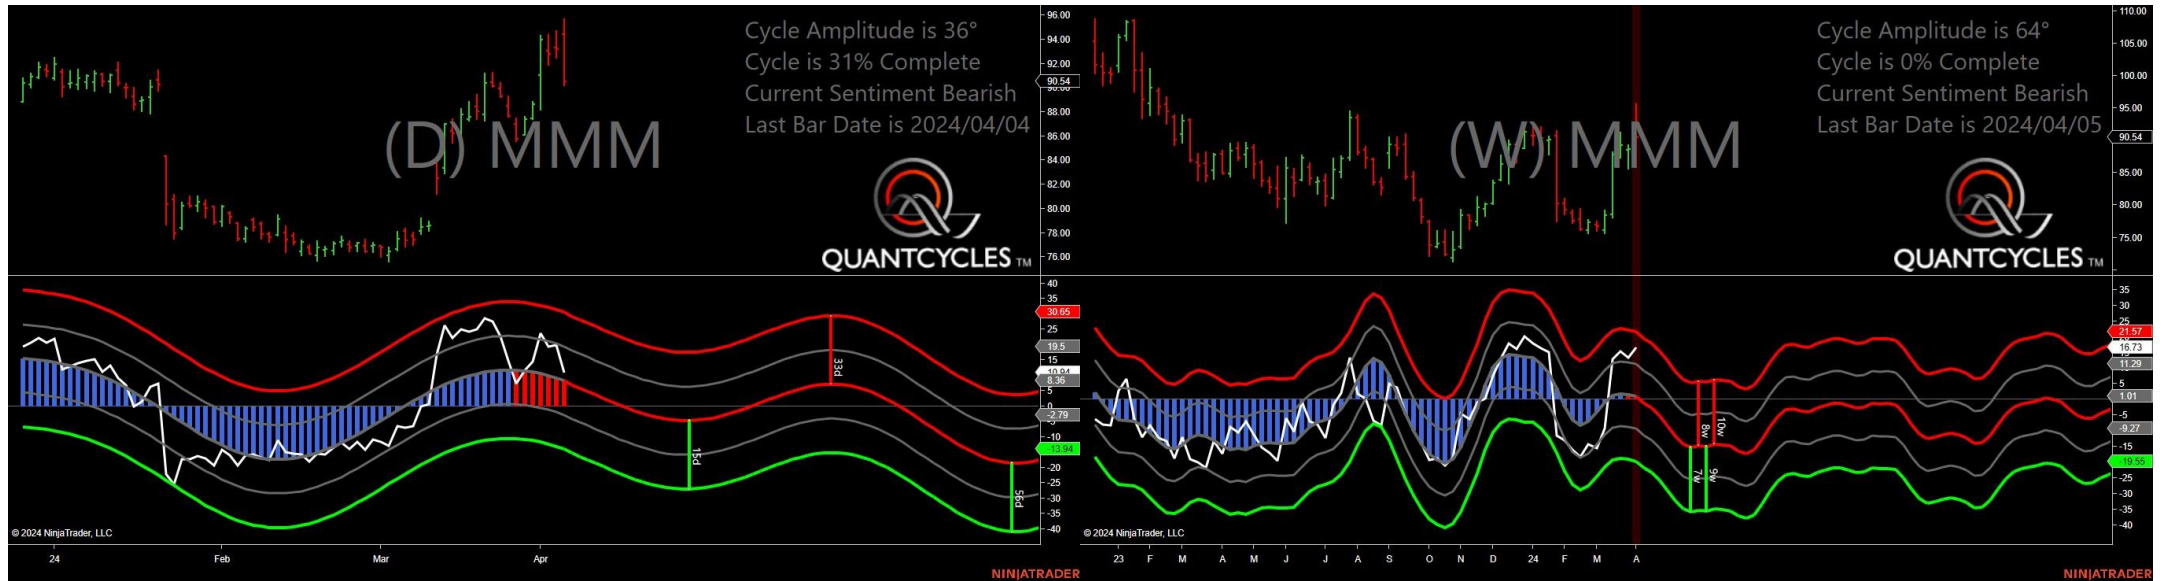 Cycle Amplitude is 36°
Cycle is 31% Complete
Current Sentiment Bearish
Last Bar Date is 2024/04/04
(D) MMM
QUANTCYCLES TM
96.00
94.00
92.00
90.54
90.00
88.00
86.00
84.00
82.00
80.00
78.00
76.00
40
35
30.65
25
19.5
15
10.94
8.36
0
-2.79
-5
-10
-13.94
-20
-25
-30
-35
-40
33d
15d
56d
© 2024 NinjaTrader, LLC
24 Feb Mar Apr
NINJATRADER
Cycle Amplitude is 64°
Cycle is 0% Complete
Current Sentiment Bearish
Last Bar Date is 2024/04/05
(W) MMM
QUANTCYCLES TM
110.00
105.00
100.00
95.00
90.54
85.00
80.00
75.00
35
30
25
21.57
16.73
11.29
5
1.01
-5
-9.27
-15
-19.55
-25
-30
-35
-40
8w
10w
7w
9w
© 2024 NinjaTrader, LLC
23 F M A M J J A S O N D 24 F M A
NINJATRADER